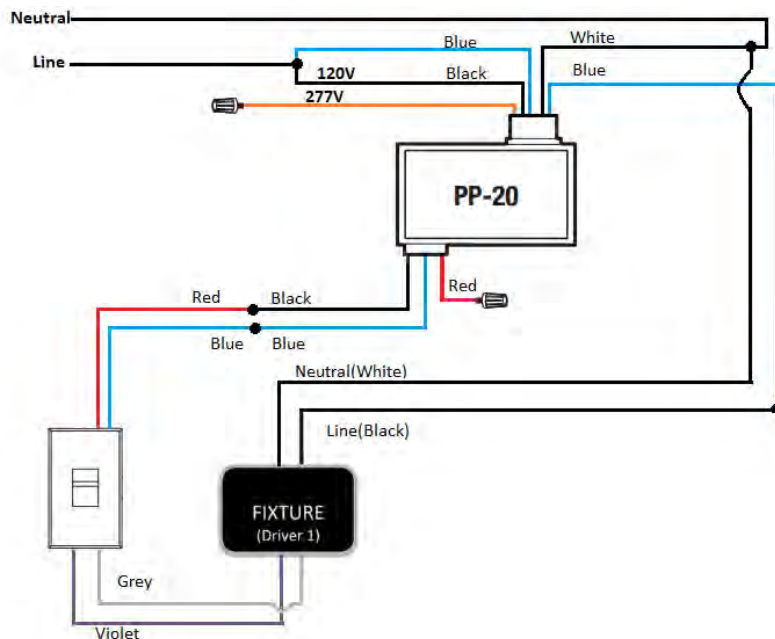 Neutral
Blue
White
Line
Blue
120V
Black
277V
PP-20
Red
Black
Red
Blue
Blue
Neutral(White)
Line(Black)
FIXTURE
(Driver 1)
Grey
Violet